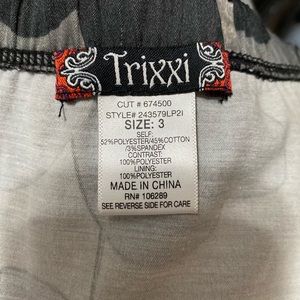 Trixxi
CUT # 674500
STYLE# 243579LP2I
SIZE: 3
SELF:
52%POLYESTER/45%COTTON
/3%SPANDEX
CONTRAST:
100%POLYESTER
LINING:
100%POLYESTER
MADE IN CHINA
RN# 106289
SEE REVERSE SIDE FOR CARE